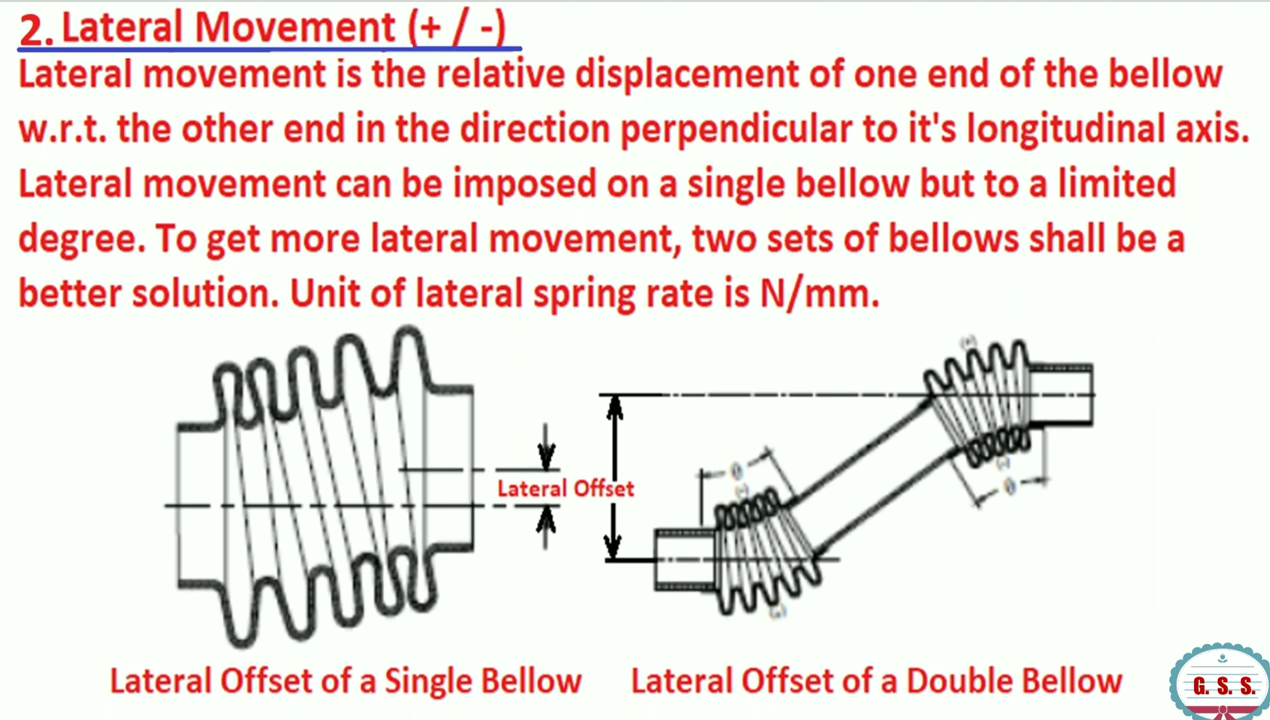 2. Lateral Movement (+ / -)
Lateral movement is the relative displacement of one end of the bellow
w.r.t. the other end in the direction perpendicular to it's longitudinal axis.
Lateral movement can be imposed on a single bellow but to a limited
degree. To get more lateral movement, two sets of bellows shall be a
better solution. Unit of lateral spring rate is N/mm.
Lateral Offset
θ
θ
Lateral Offset of a Single Bellow
Lateral Offset of a Double Bellow
G. S. S.